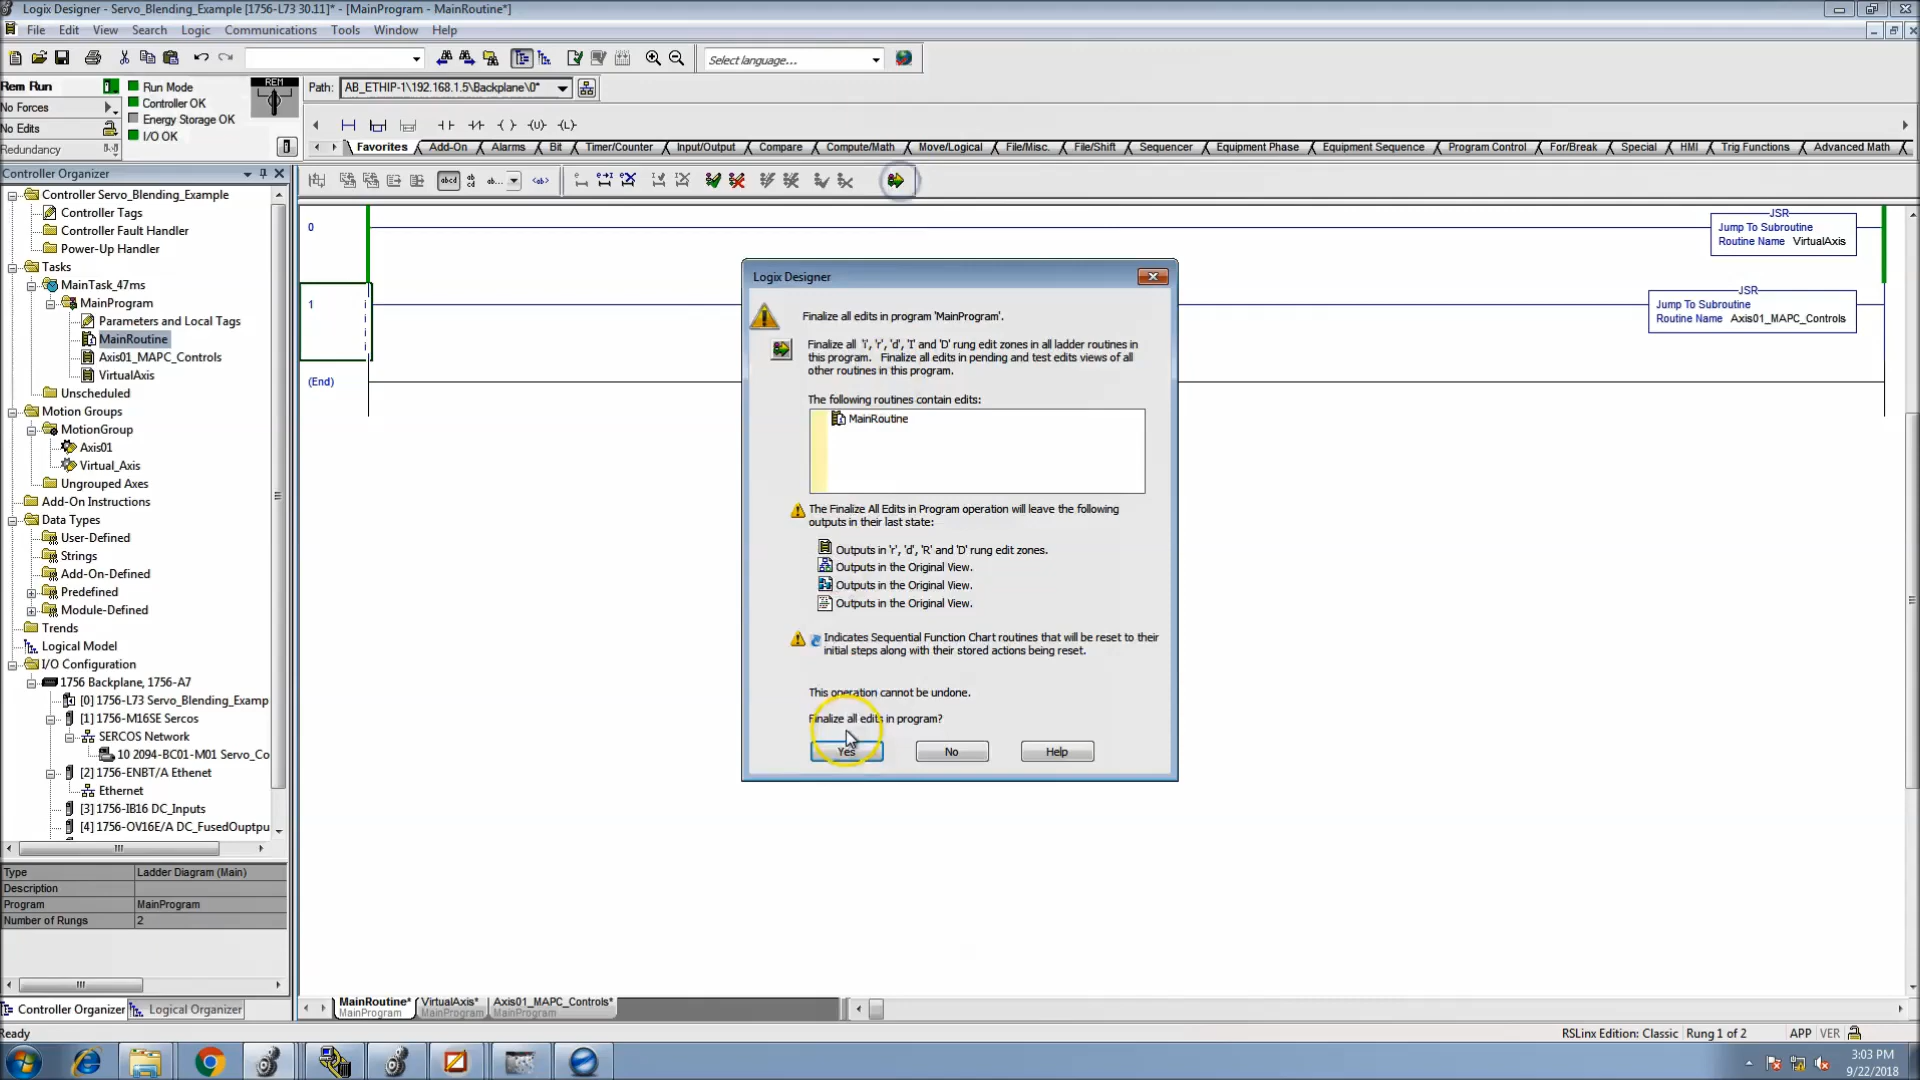 Logix Designer - Servo_Blending_Example [1756-L73 30.11]* - [MainProgram - MainRoutine*]
File Edit View Search Logic Communications Tools Window Help
Select language...
Rem Run
Run Mode
No Forces
Controller OK
Energy Storage OK
No Edits
I/O OK
Redundancy
REM
Path: AB_ETHIP-1\192.168.1.5\Backplane\0*
Favorites Add-On Alarms Bit Timer/Counter Input/Output Compare Compute/Math Move/Logical File/Misc. File/Shift Sequencer Equipment Phase Equipment Sequence Program Control For/Break Special HMI Trig Functions Advanced Math
Controller Organizer
Controller Servo_Blending_Example
Controller Tags
Controller Fault Handler
Power-Up Handler
Tasks
MainTask_47ms
MainProgram
Parameters and Local Tags
MainRoutine
Axis01_MAPC_Controls
VirtualAxis
Unscheduled
Motion Groups
MotionGroup
Axis01
Virtual_Axis
Ungrouped Axes
Add-On Instructions
Data Types
User-Defined
Strings
Add-On-Defined
Predefined
Module-Defined
Trends
Logical Model
I/O Configuration
1756 Backplane, 1756-A7
[0] 1756-L73 Servo_Blending_Examp
[1] 1756-M16SE Sercos
SERCOS Network
10 2094-BC01-M01 Servo_Co
[2] 1756-ENBT/A Ethenet
Ethernet
[3] 1756-IB16 DC_Inputs
[4] 1756-OV16E/A DC_FusedOuptpu
Type Ladder Diagram (Main)
Description
Program MainProgram
Number of Rungs 2
Controller Organizer Logical Organizer
0
JSR
Jump To Subroutine
Routine Name VirtualAxis
1
i
i
i
i
JSR
Jump To Subroutine
Routine Name Axis01_MAPC_Controls
(End)
Logix Designer
Finalize all edits in program 'MainProgram'.
Finalize all 'i', 'r', 'd', 'I' and 'D' rung edit zones in all ladder routines in
this program. Finalize all edits in pending and test edits views of all
other routines in this program.
The following routines contain edits:
MainRoutine
The Finalize All Edits in Program operation will leave the following
outputs in their last state:
Outputs in 'r', 'd', 'R' and 'D' rung edit zones.
Outputs in the Original View.
Outputs in the Original View.
Outputs in the Original View.
Indicates Sequential Function Chart routines that will be reset to their
initial steps along with their stored actions being reset.
This operation cannot be undone.
Finalize all edits in program?
Yes No Help
MainRoutine* VirtualAxis* Axis01_MAPC_Controls*
MainProgram MainProgram MainProgram
Ready
RSLinx Edition: Classic Rung 1 of 2 APP VER
3:03 PM
9/22/2018